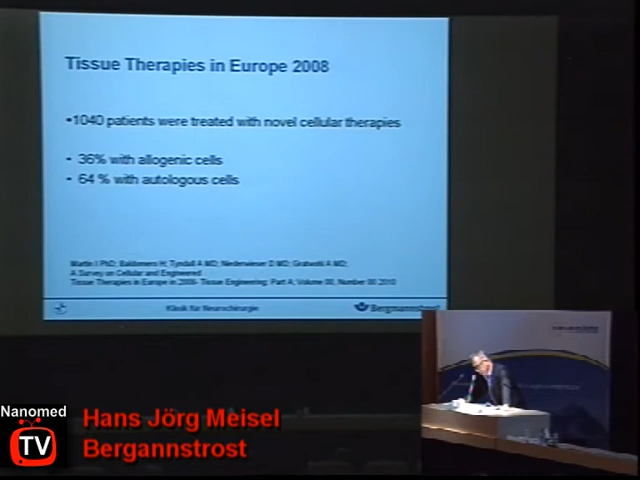 Tissue Therapies in Europe 2008
•1040 patients were treated with novel cellular therapies
• 36% with allogenic cells
• 64 % with autologous cells
Martin I PhD; Baldomero H; Tyndall A MD; Niederwieser D MD; Gratwohl A MD;
A Survey on Cellular and Engineered
Tissue Therapies in Europe in 2008- Tissue Engineering: Part A; Volume 00, Number 00 2010
Klinik für Neurochirurgie
Bergmannstrost
Nanomed
TV
Hans Jörg Meisel
Bergannstrost